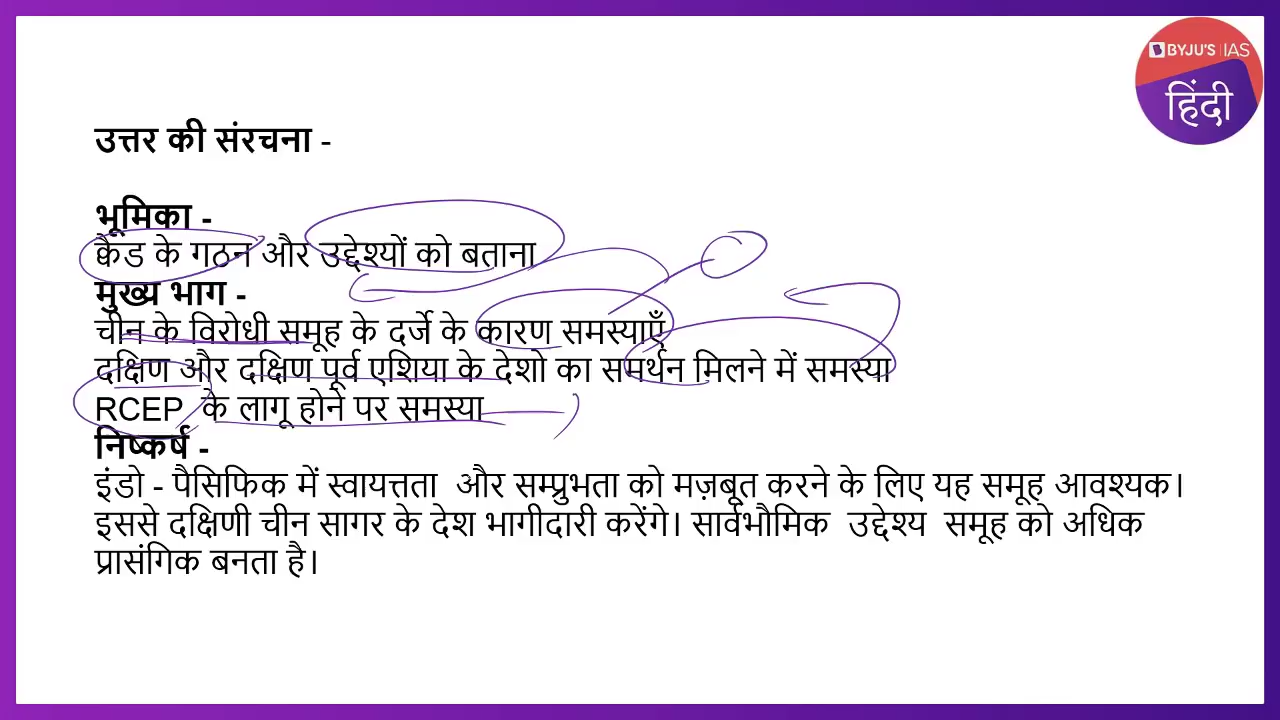 BYJU'S IAS
हिंदी
उत्तर की संरचना -
भूमिका -
क्वैड के गठन और उद्देश्यों को बताना
मुख्य भाग -
चीन के विरोधी समूह के दर्जे के कारण समस्याएँ
दक्षिण और दक्षिण पूर्व एशिया के देशो का समर्थन मिलने में समस्या
RCEP के लागू होने पर समस्या
निष्कर्ष -
इंडो - पैसिफिक में स्वायत्तता और सम्प्रुभता को मज़बूत करने के लिए यह समूह आवश्यक।
इससे दक्षिणी चीन सागर के देश भागीदारी करेंगे। सार्वभौमिक उद्देश्य समूह को अधिक
प्रासंगिक बनता है।